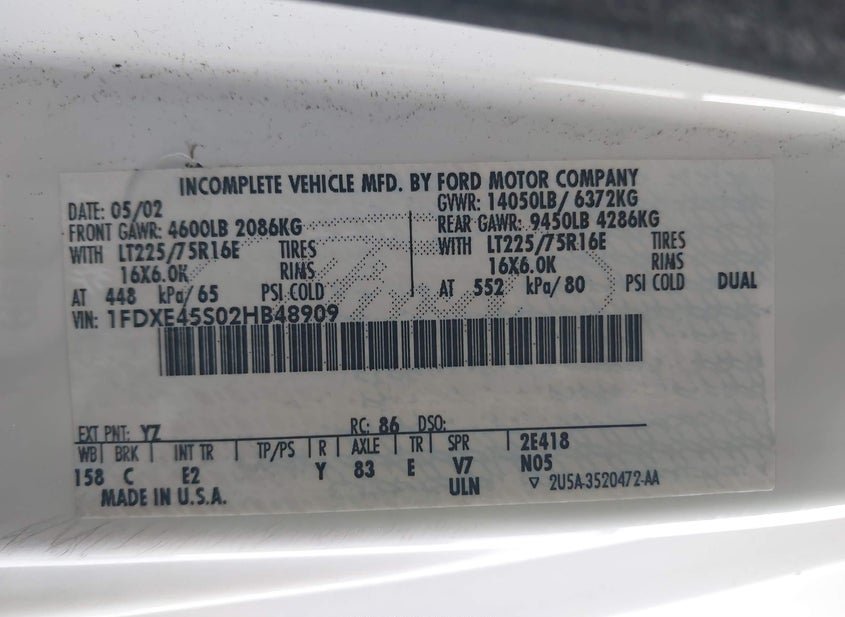 INCOMPLETE VEHICLE MFD. BY FORD MOTOR COMPANY
DATE: 05/02 GVWR: 14050LB/ 6372KG
FRONT GAWR: 4600LB 2086KG REAR GAWR: 9450LB 4286KG
WITH LT225/75R16E TIRES WITH LT225/75R16E TIRES
16X6.0K RIMS 16X6.0K RIMS
AT 448 kPa/65 PSI COLD AT 552 kPa/80 PSI COLD DUAL
VIN: 1FDXE45S02HB48909
EXT PNT: YZ RC: 86 DSO:
WB BRK INT TR TP/PS R AXLE TR SPR 2E418
158 C E2 Y 83 E V7 N05
MADE IN U.S.A. ULN ▽ 2U5A-3520472-AA